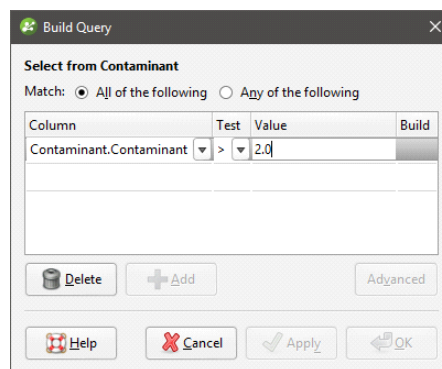 Build Query
Select from Contaminant
Match: All of the following Any of the following
Column Test Value Build
Contaminant.Contaminant > 2.0
Delete Add Advanced
Help Cancel Apply OK